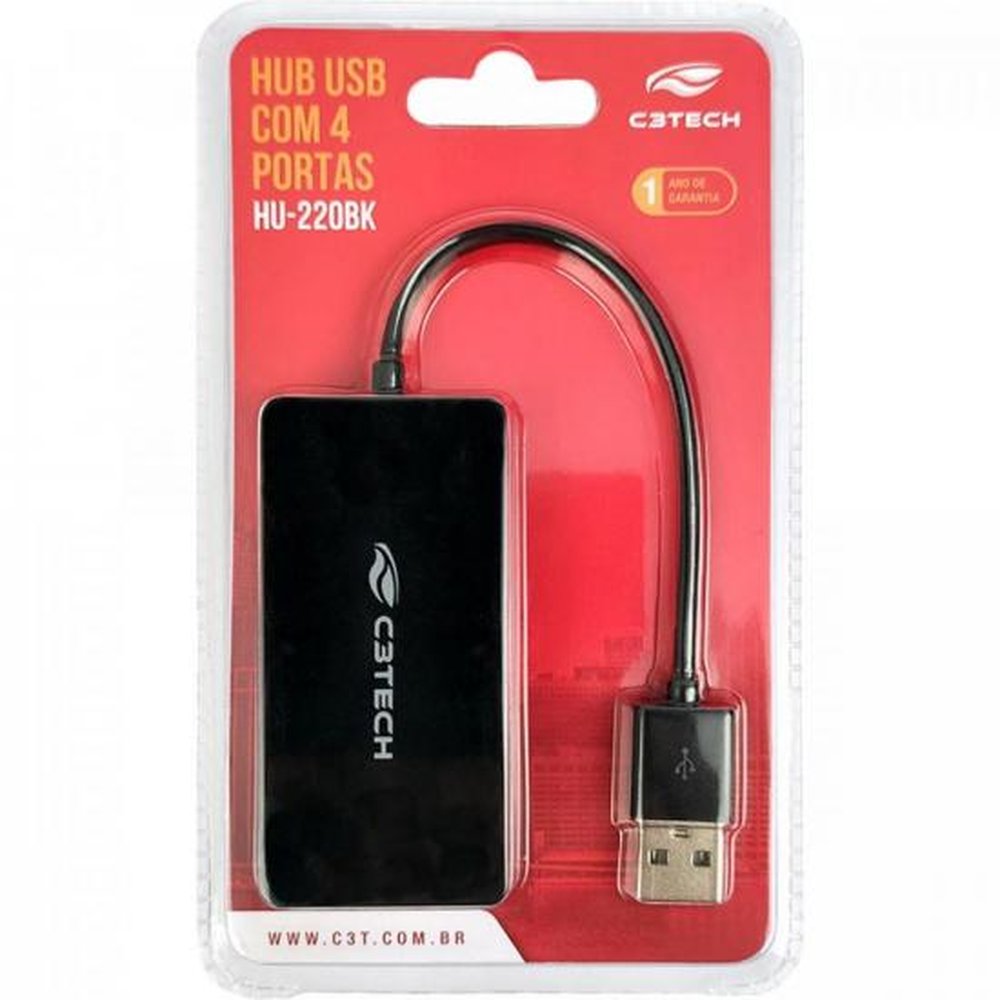 HUB USB
COM 4
PORTAS
HU-220BK
C3TECH
1 ANO DE
GARANTIA
C3TECH
WWW.C3T.COM.BR